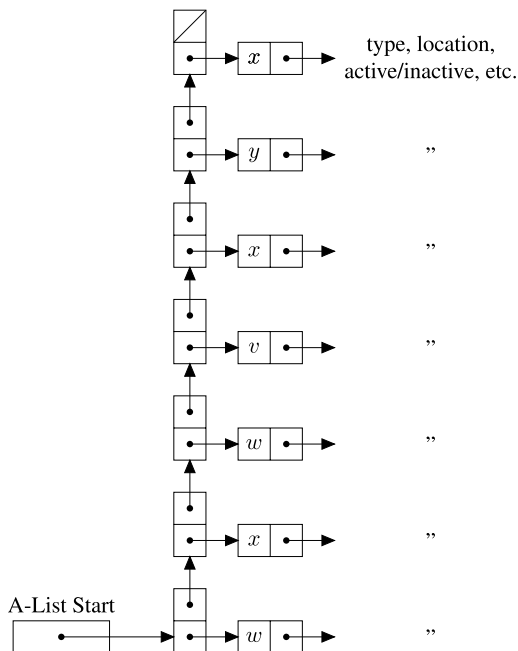 x
type, location,
active/inactive, etc.
y
”
x
”
v
”
w
”
x
”
A-List Start
w
”